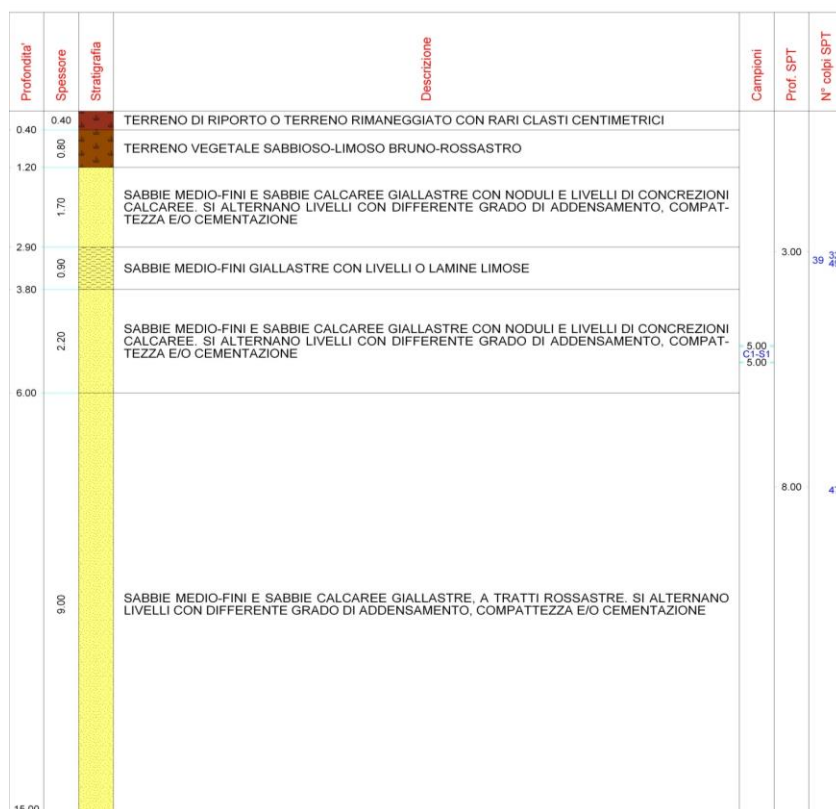 Profondita'
Spessore
Stratigrafia
Descrizione
Campioni
Prof. SPT
N° colpi SPT
0.40
TERRENO DI RIPORTO O TERRENO RIMANEGGIATO CON RARI CLASTI CENTIMETRICI
0.40
0.80
TERRENO VEGETALE SABBIOSO-LIMOSO BRUNO-ROSSASTRO
1.20
1.70
SABBIE MEDIO-FINI E SABBIE CALCAREE GIALLASTRE CON NODULI E LIVELLI DI CONCREZIONI
CALCAREE. SI ALTERNANO LIVELLI CON DIFFERENTE GRADO DI ADDENSAMENTO, COMPAT-
TEZZA E/O CEMENTAZIONE
2.90
3.00
39
0.90
SABBIE MEDIO-FINI GIALLASTRE CON LIVELLI O LAMINE LIMOSE
3.80
2.20
SABBIE MEDIO-FINI E SABBIE CALCAREE GIALLASTRE CON NODULI E LIVELLI DI CONCREZIONI
CALCAREE. SI ALTERNANO LIVELLI CON DIFFERENTE GRADO DI ADDENSAMENTO, COMPAT-
TEZZA E/O CEMENTAZIONE
5.00
C1-S1
5.00
6.00
8.00
9.00
SABBIE MEDIO-FINI E SABBIE CALCAREE GIALLASTRE, A TRATTI ROSSASTRE. SI ALTERNANO
LIVELLI CON DIFFERENTE GRADO DI ADDENSAMENTO, COMPATTEZZA E/O CEMENTAZIONE
15.00